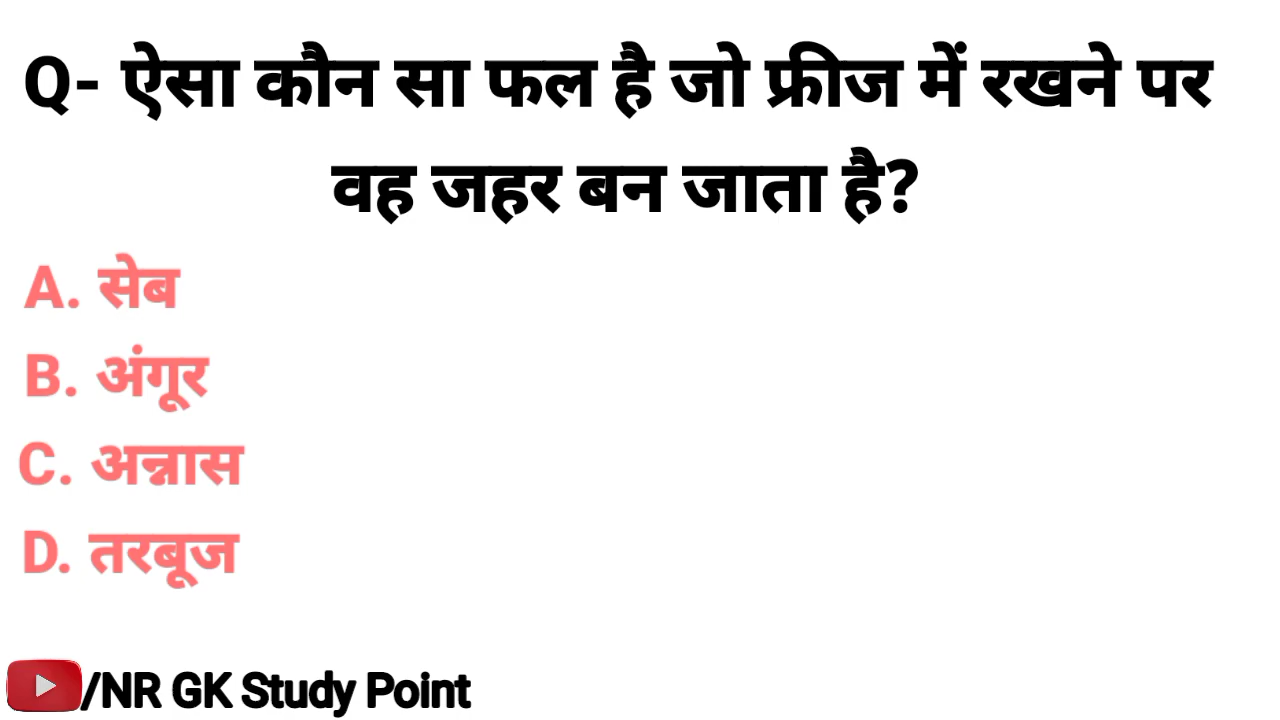 Q- ऐसा कौन सा फल है जो फ्रीज में रखने पर
वह जहर बन जाता है?
A. सेब
B. अंगूर
C. अन्नास
D. तरबूज
/NR GK Study Point